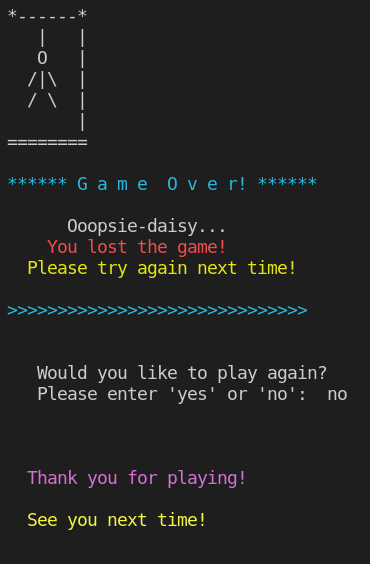 *------*
   |   |
   O   |
  /|\  |
  / \  |
       |
========
****** G a m e  O v e r! ******
Ooopsie-daisy...
You lost the game!
Please try again next time!
>>>>>>>>>>>>>>>>>>>>>>>>>>>>>>
Would you like to play again?
Please enter 'yes' or 'no':  no
Thank you for playing!
See you next time!